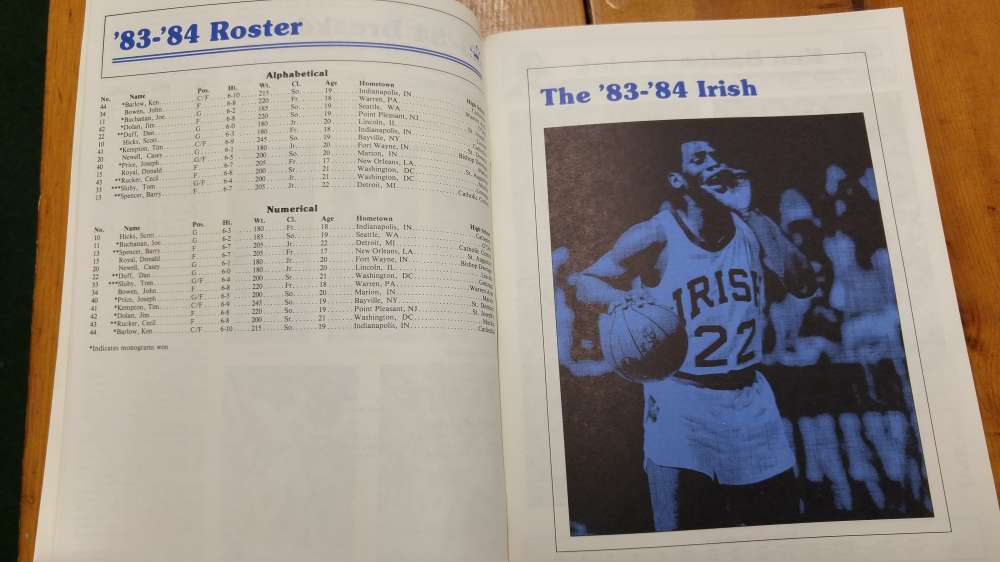 '83-'84 Roster
Alphabetical
No. Name Pos. Ht. Wt. Cl. Age Hometown High
44 *Barlow, Ken C/F 6-10 215 So. 19 Indianapolis, IN
34 Bowen, John F 6-8 220 Fr. 18 Warren, PA
11 *Buchanan, Joe G 6-2 185 So. 19 Seattle, WA
42 *Dolan, Jim F 6-8 220 So. 19 Point Pleasant, NJ
22 **Duff, Dan G 6-0 180 Jr. 20 Lincoln, IL
10 Hicks, Scott G 6-3 180 Fr. 18 Indianapolis, IN
41 *Kempton, Tim C/F 6-9 245 So. 19 Bayville, NY
20 Newell, Casey G 6-1 180 Jr. 20 Fort Wayne, IN
40 *Price, Joseph G/F 6-5 200 So. 20 Marion, IN
15 Royal, Donald F 6-7 205 Fr. 17 New Orleans, LA
43 **Rucker, Cecil F 6-8 200 Sr. 21 Washington, DC
33 ***Sluby, Tom G/F 6-4 200 21 Washington, DC
13 **Spencer, Barry F 6-7 205 Jr. 22 Detroit, MI Catholic
Numerical
No. Name Pos. Ht. Wt. Cl. Age Hometown High
10 Hicks, Scott G 6-3 180 Fr. 18 Indianapolis, IN
11 *Buchanan, Joe G 6-2 185 So. 19 Seattle, WA
13 **Spencer, Barry F 6-7 205 Jr. 22 Detroit, MI Catholic
15 Royal, Donald F 6-7 205 Fr. 17 New Orleans, LA St.
20 Newell, Casey G 6-1 180 Jr. 20 Fort Wayne, IN Bishop
22 **Duff, Dan G 6-0 180 Jr. 20 Lincoln, IL
33 ***Sluby, Tom G/F 6-4 200 Sr. 21 Washington, DC
34 Bowen, John F 6-8 220 Fr. 18 Warren, PA Warren
40 *Price, Joseph G/F 6-5 200 So. 20 Marion, IN
41 *Kempton, Tim C/F 6-9 245 So. 19 Bayville, NY St.
42 *Dolan, Jim F 6-8 220 So. 19 Point Pleasant, NJ St.
43 **Rucker, Cecil F 6-8 200 Sr. 21 Washington, DC
44 *Barlow, Ken C/F 6-10 215 So. 19 Indianapolis, IN
*Indicates monograms won
The '83-'84 Irish
IRISH
22